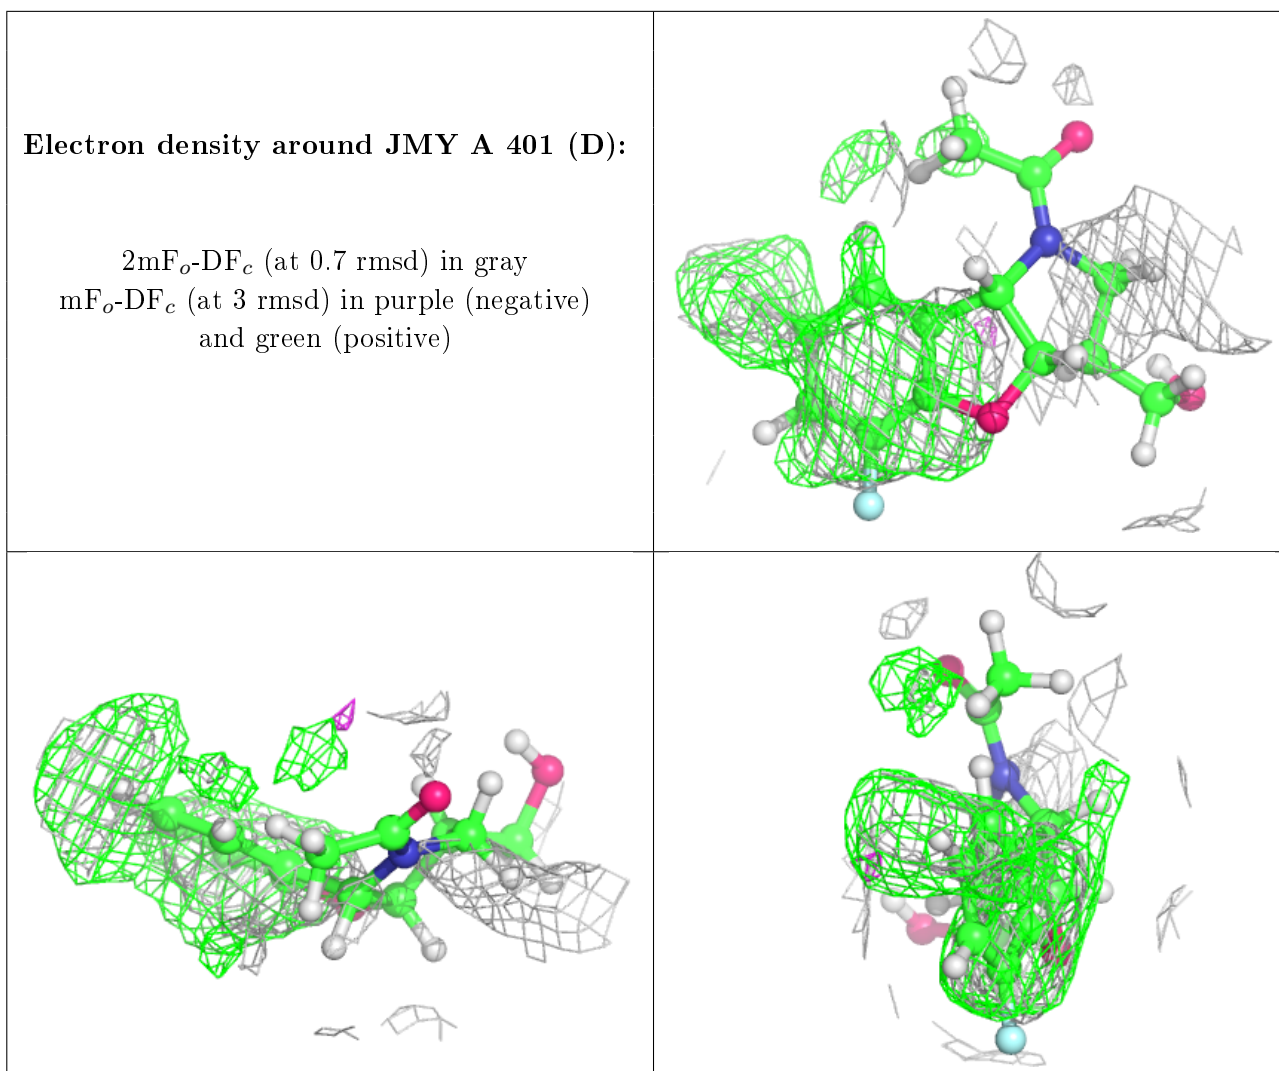 Electron density around JMY A 401 (D):
2mFₒ-DF𝒸 (at 0.7 rmsd) in gray
mFₒ-DF𝒸 (at 3 rmsd) in purple (negative)
and green (positive)